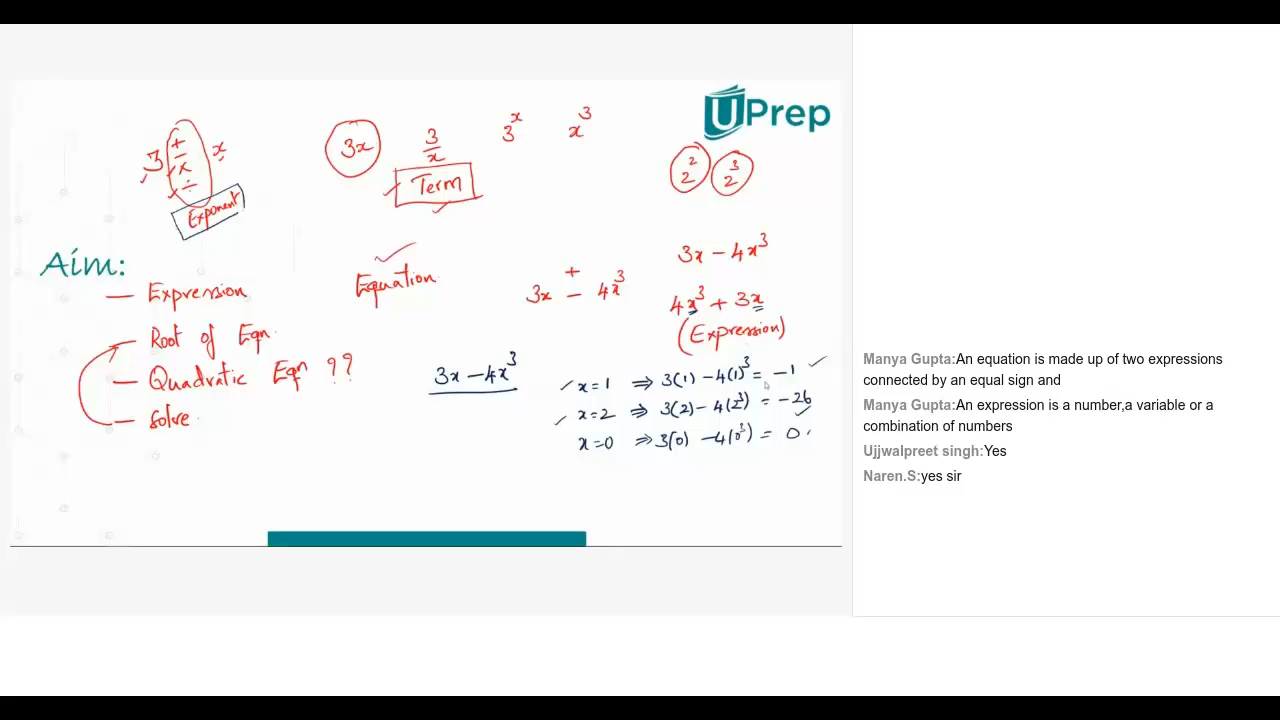 UPrep
3 + − × ÷ x
Exponent
3x
3/x
3^x
x^3
Term
2^2 2^3
Aim:
— Expression
— Root of Eqn.
— Quadratic Eqn ??
— Solve
Equation
3x +− 4x^3
3x − 4x^3
4x^3 + 3x
(Expression)
3x − 4x^3
x=1 ⇒ 3(1) − 4(1)^3 = −1
x=2 ⇒ 3(2) − 4(2^3) = −26
x=0 ⇒ 3(0) − 4(0^3) = 0
Manya Gupta:An equation is made up of two expressions
connected by an equal sign and
Manya Gupta:An expression is a number,a variable or a
combination of numbers
Ujjwalpreet singh:Yes
Naren.S:yes sir